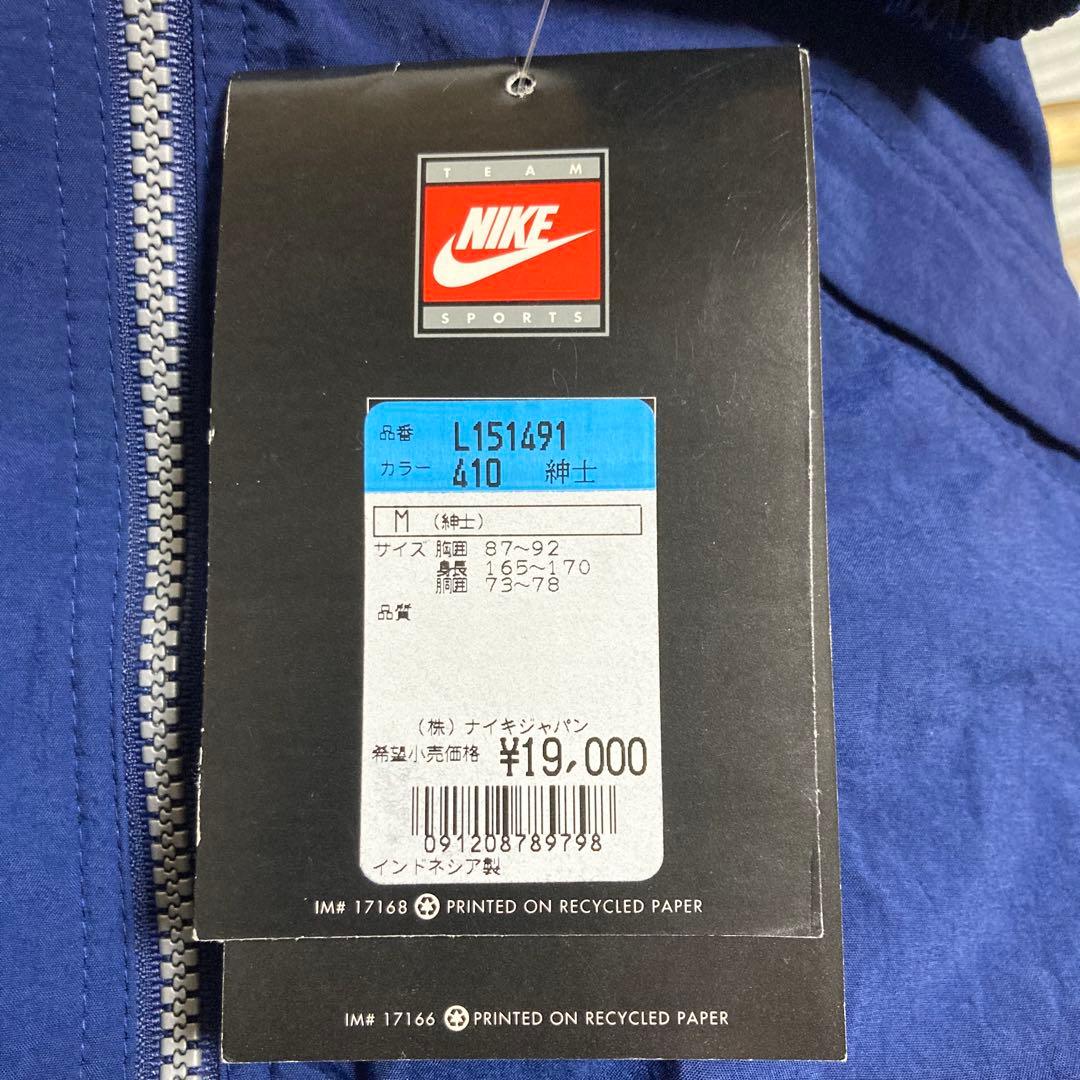 TEAM
NIKE
SPORTS
品番 L151491
カラー 410 紳士
M (紳士)
サイズ 胸囲 87~92
身長 165~170
胴囲 73~78
品質
(株)ナイキジャパン
希望小売価格 ¥19,000
091208789798
インドネシア製
IM# 17168 PRINTED ON RECYCLED PAPER
IM# 17166 PRINTED ON RECYCLED PAPER